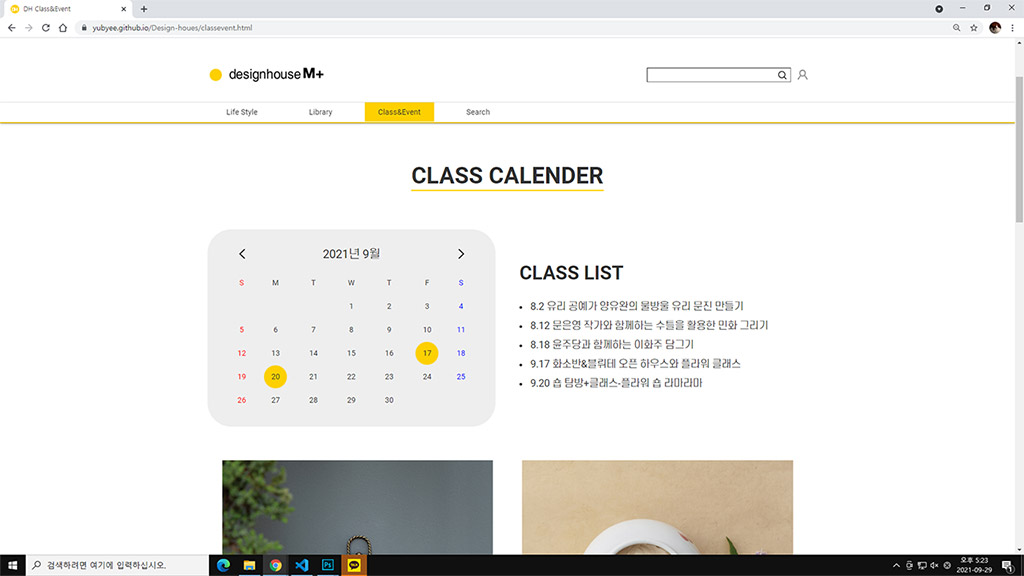 DH Class&Event
yubyee.github.io/Design-houes/classevent.html
designhouse M+
Life Style Library Class&Event Search
CLASS CALENDER
2021년 9월
S M T W T F S
1 2 3 4
5 6 7 8 9 10 11
12 13 14 15 16 17 18
19 20 21 22 23 24 25
26 27 28 29 30
CLASS LIST
8.2 유리 공예가 양유완의 물방울 유리 문진 만들기
8.12 문은영 작가와 함께하는 수틀을 활용한 민화 그리기
8.18 윤주당과 함께하는 이화주 담그기
9.17 화소반&블뤼테 오픈 하우스와 플라워 클래스
9.20 숍 탐방+클래스-플라워 숍 라마라마
검색하려면 여기에 입력하십시오.
오후 5:23
2021-09-29